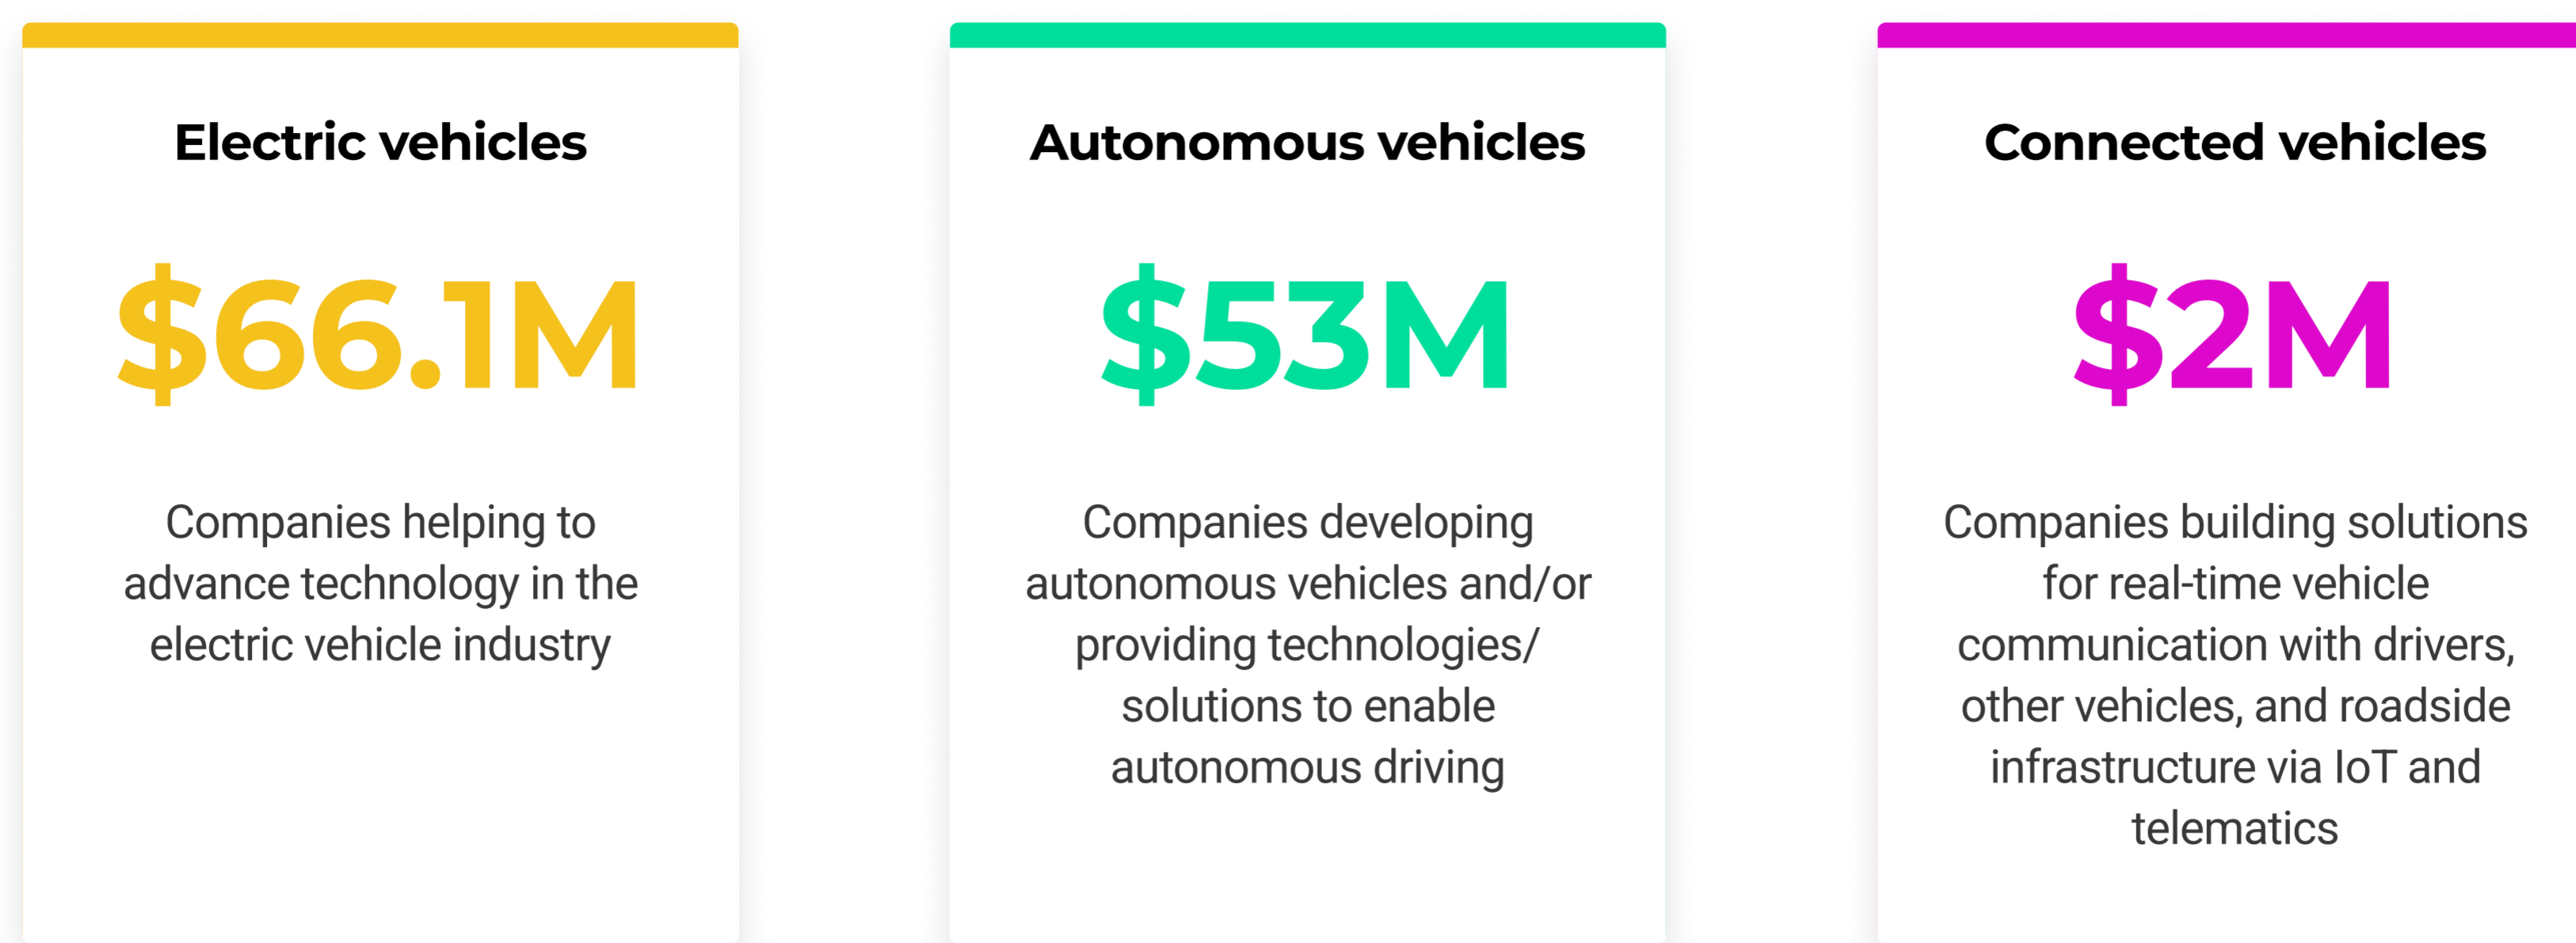 Electric vehicles
$66.1M
Companies helping to
advance technology in the
electric vehicle industry
Autonomous vehicles
$53M
Companies developing
autonomous vehicles and/or
providing technologies/
solutions to enable
autonomous driving
Connected vehicles
$2M
Companies building solutions
for real-time vehicle
communication with drivers,
other vehicles, and roadside
infrastructure via IoT and
telematics